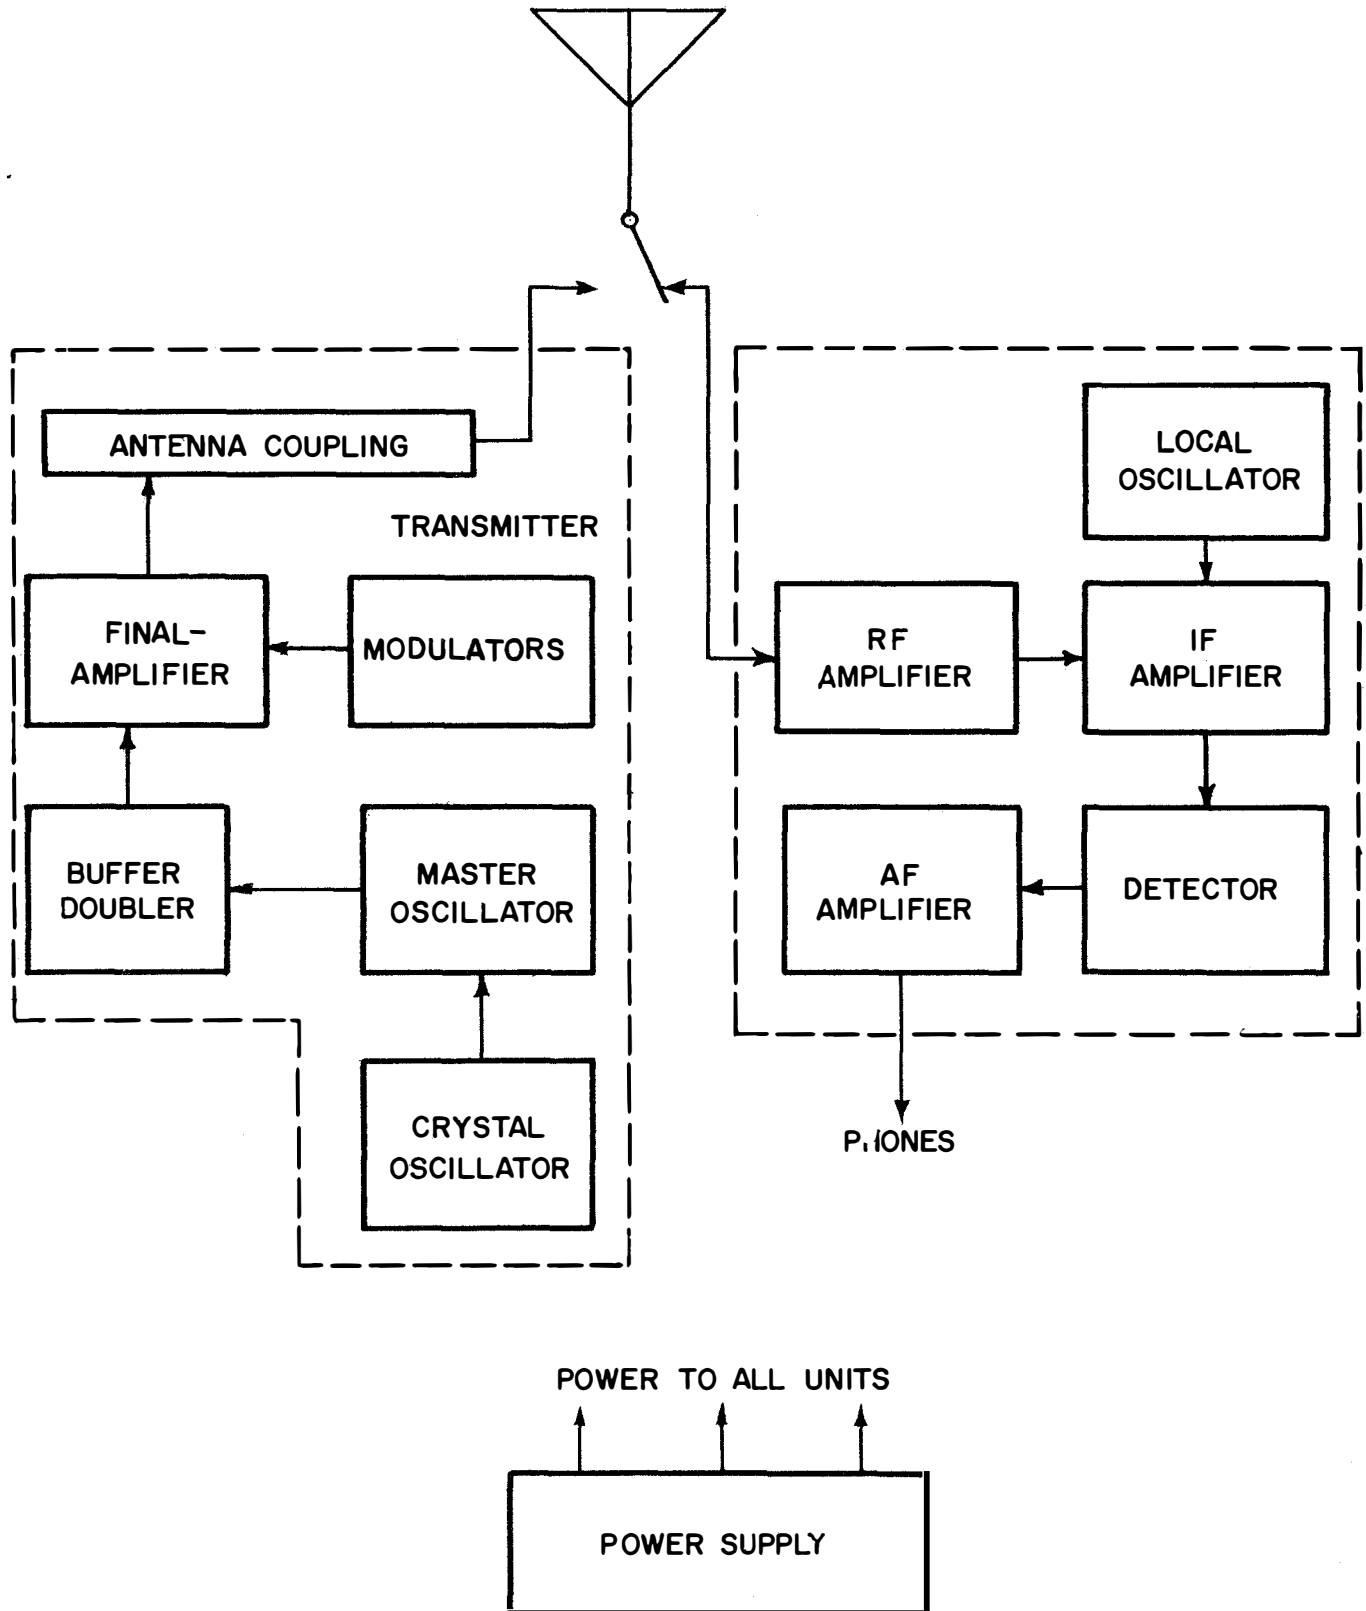 ANTENNA COUPLING
TRANSMITTER
FINAL-
AMPLIFIER
MODULATORS
BUFFER
DOUBLER
MASTER
OSCILLATOR
CRYSTAL
OSCILLATOR
LOCAL
OSCILLATOR
RF
AMPLIFIER
IF
AMPLIFIER
AF
AMPLIFIER
DETECTOR
PHONES
POWER TO ALL UNITS
POWER SUPPLY